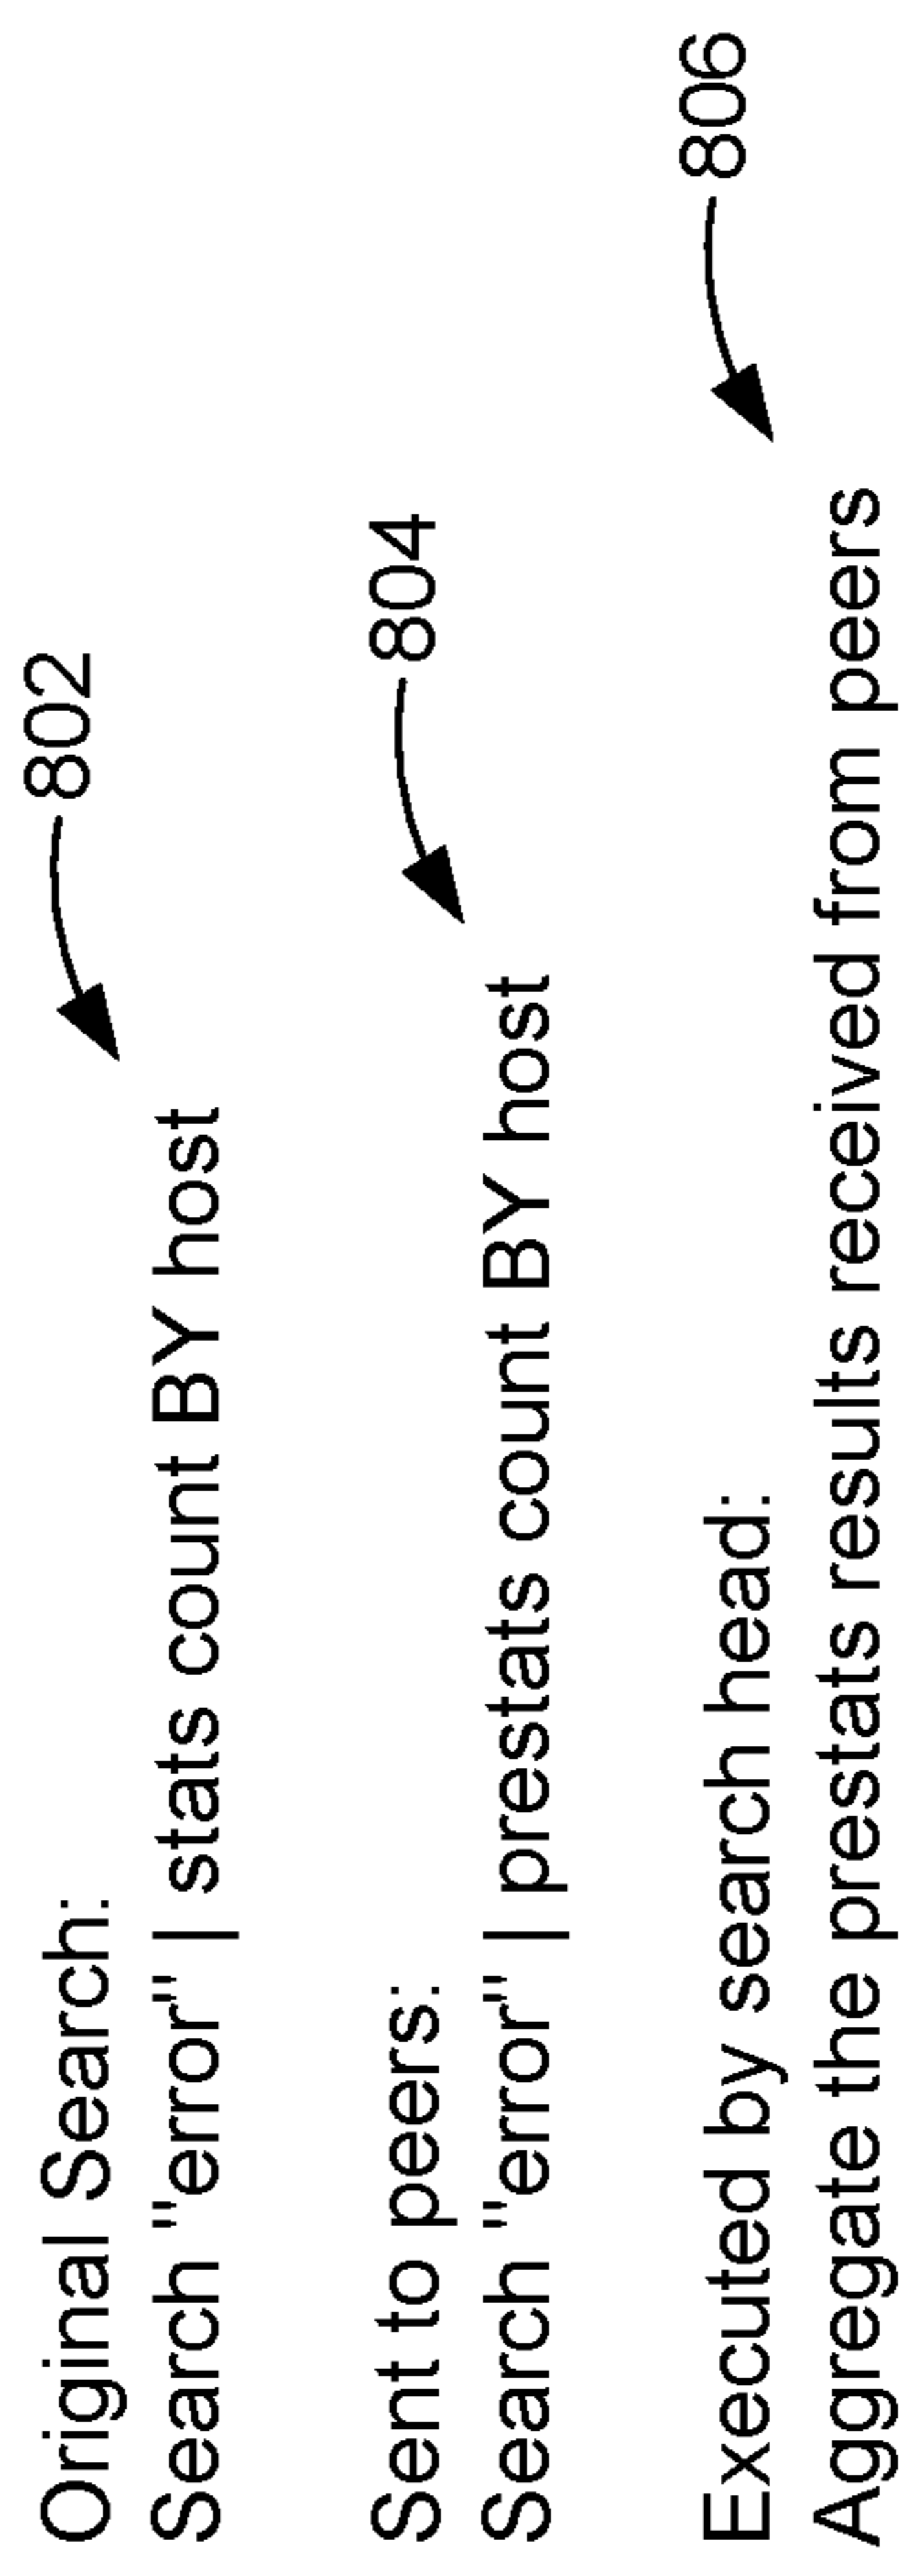 Original Search: 802
Search "error" | stats count BY host
Sent to peers: 804
Search "error" | prestats count BY host
Executed by search head: 806
Aggregate the prestats results received from peers